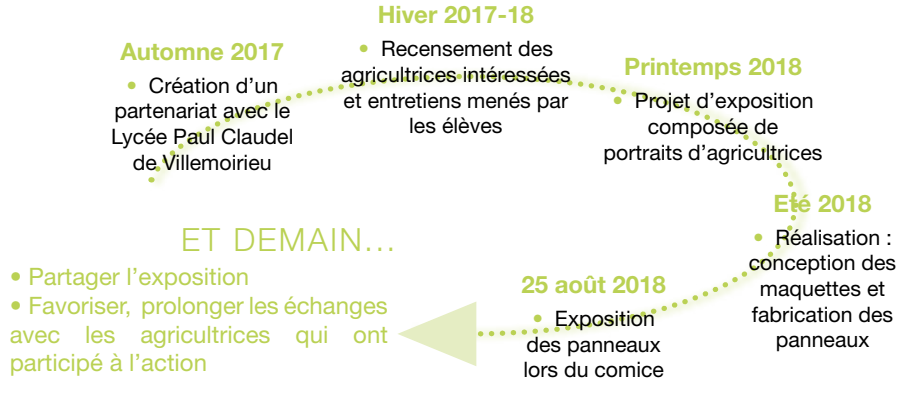 Automne 2017
• Création d’un
partenariat avec le
Lycée Paul Claudel
de Villemoirieu
Hiver 2017-18
• Recensement des
agricultrices intéressées
et entretiens menés par
les élèves
Printemps 2018
• Projet d’exposition
composée de
portraits d’agricultrices
Eté 2018
• Réalisation :
conception des
maquettes et
fabrication des
panneaux
25 août 2018
• Exposition
des panneaux
lors du comice
ET DEMAIN...
• Partager l’exposition
• Favoriser, prolonger les échanges
avec les agricultrices qui ont
participé à l’action